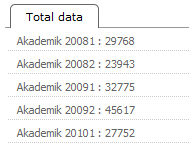 Total data
Akademik 20081 : 29768
Akademik 20082 : 23943
Akademik 20091 : 32775
Akademik 20092 : 45617
Akademik 20101 : 27752